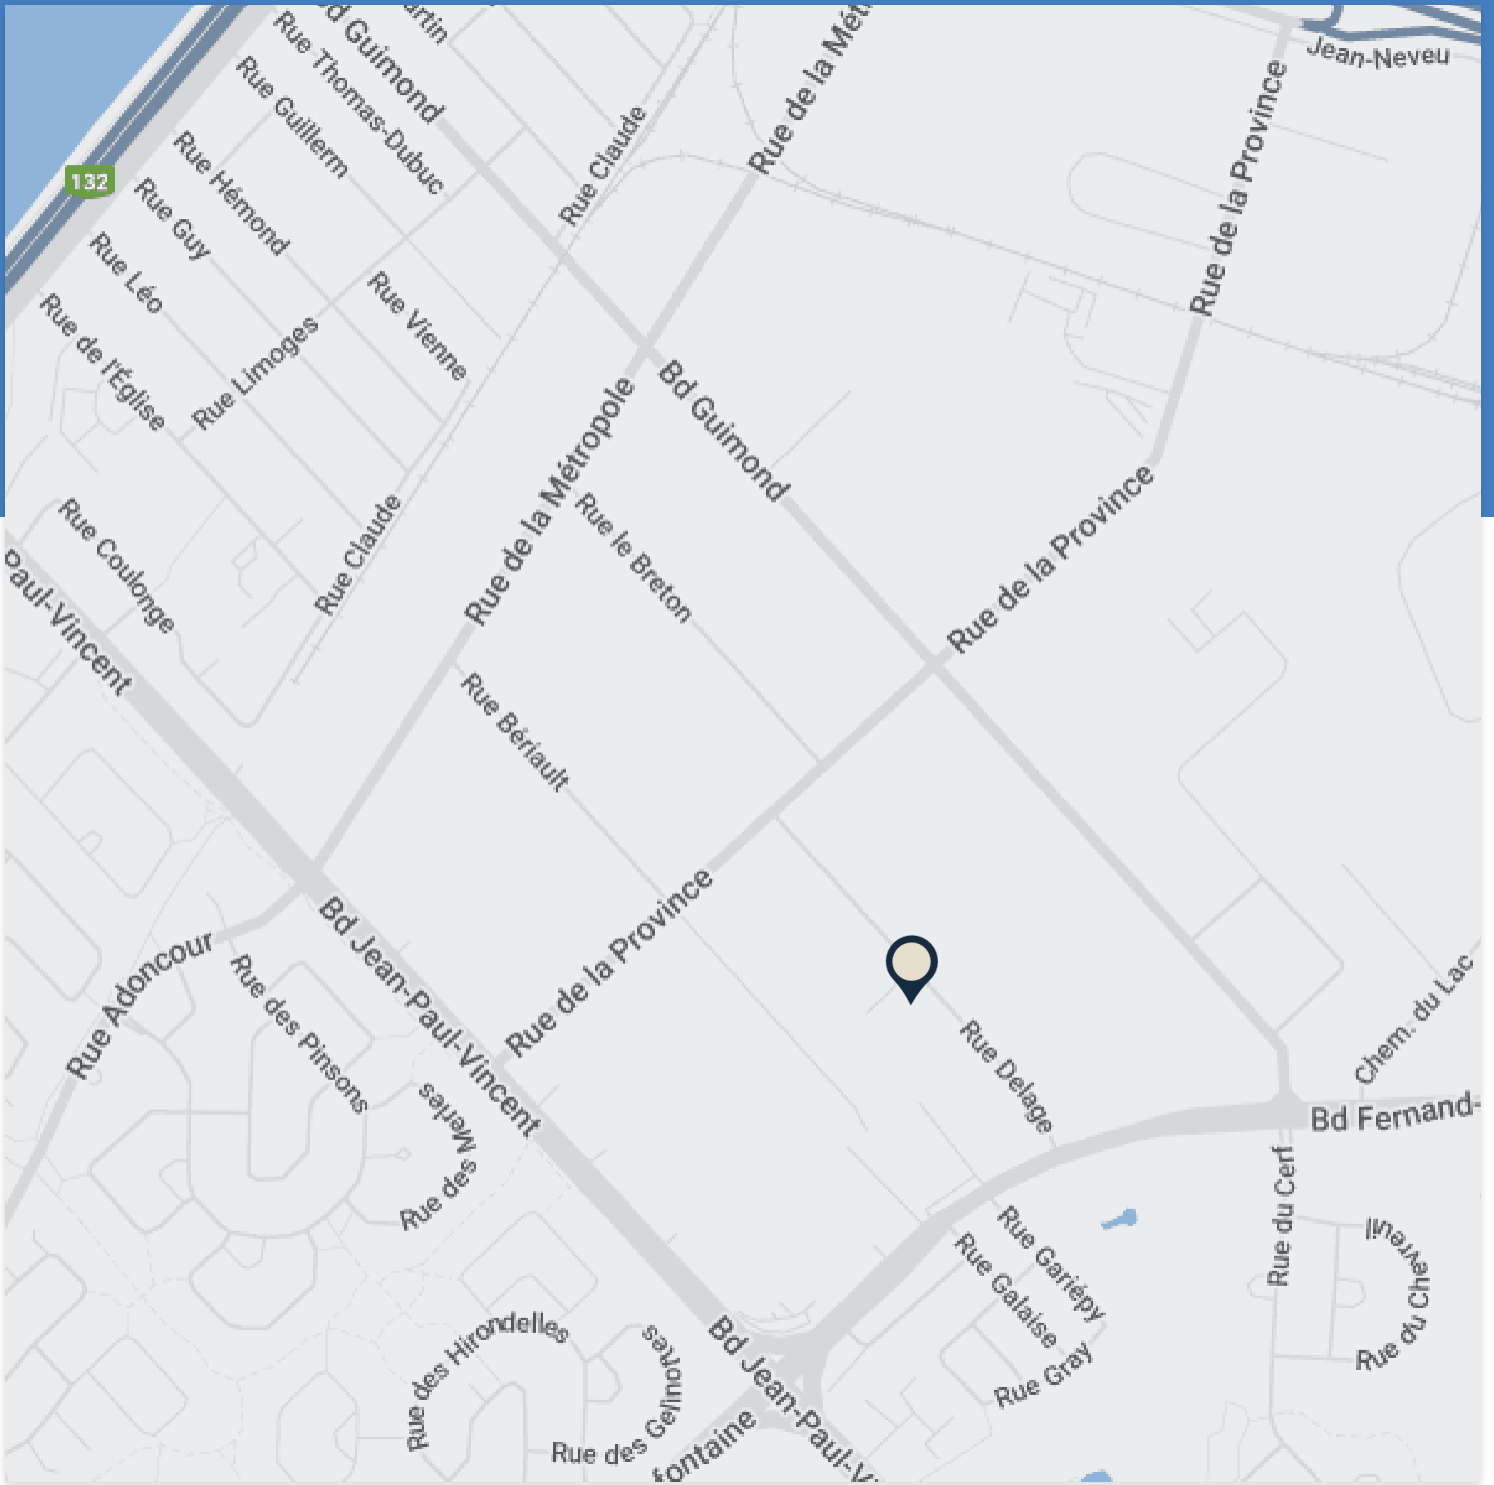 artin
d Guimond
Rue Thomas-Dubuc
Rue Guillerm
Rue Hémond
Rue Guy
Rue Léo
Rue de l'Église
132
Rue Limoges
Rue Vienne
Rue Claude
Rue de la Mét
Jean-Neveu
Rue de la Province
Bd Guimond
Rue de la Métropole
Rue Claude
Rue Coulonge
Paul-Vincent
Rue le Breton
Rue de la Province
Rue Bériault
Rue de la Province
Bd Jean-Paul-Vincent
Rue Adoncour
Rue des Pinsons
Rue des Merles
Rue Delage
Chem. du Lac
Bd Fernand-
Rue du Cerf
Rue du Chevreuil
Rue Gariépy
Rue Galaise
Rue Gray
Rue des Hirondelles
Rue des Gelinottes
Bd Jean-Paul-Vi
fontaine